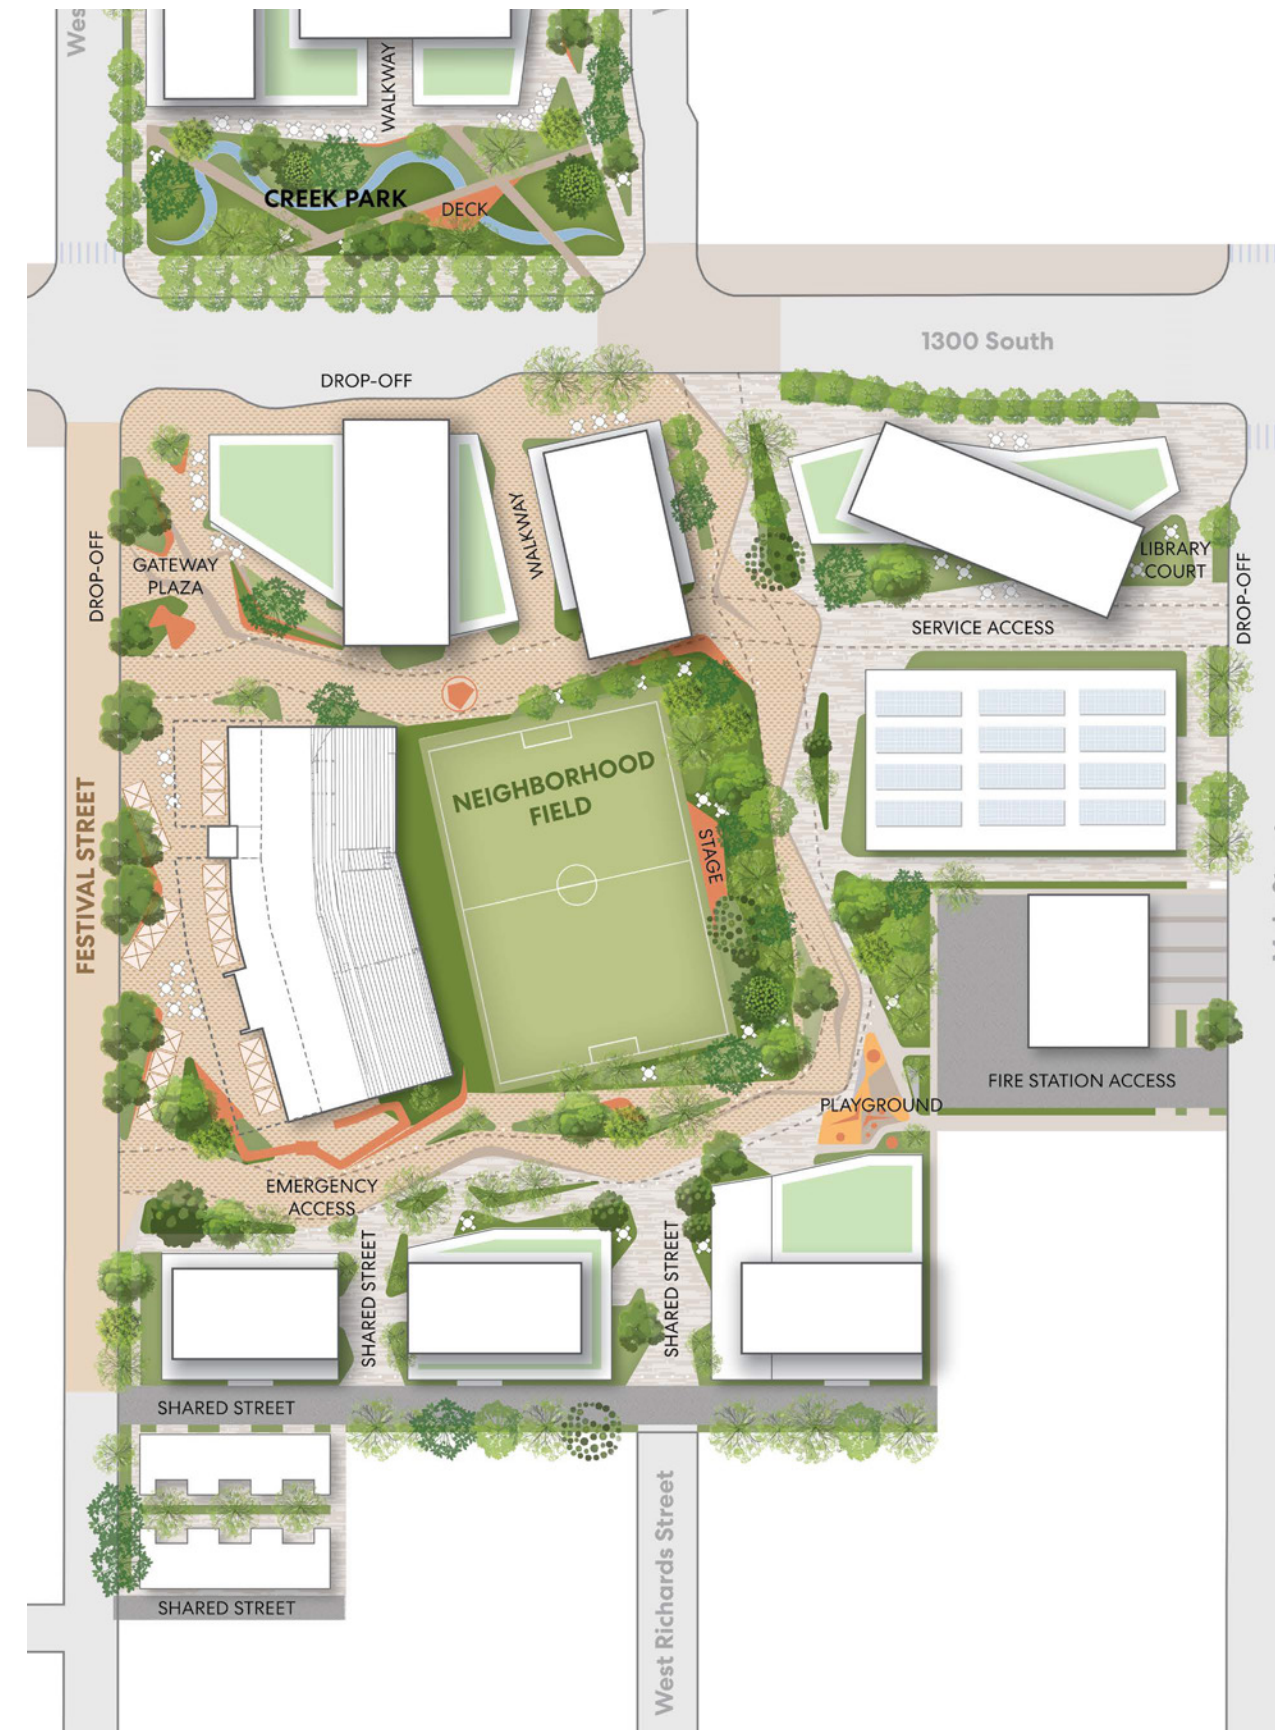 Wes
WALKWAY
CREEK PARK
DECK
1300 South
DROP-OFF
DROP-OFF
GATEWAY
PLAZA
WALKWAY
LIBRARY
COURT
DROP-OFF
SERVICE ACCESS
FESTIVAL STREET
NEIGHBORHOOD
FIELD
STAGE
FIRE STATION ACCESS
PLAYGROUND
EMERGENCY
ACCESS
SHARED STREET
SHARED STREET
SHARED STREET
SHARED STREET
West Richards Street